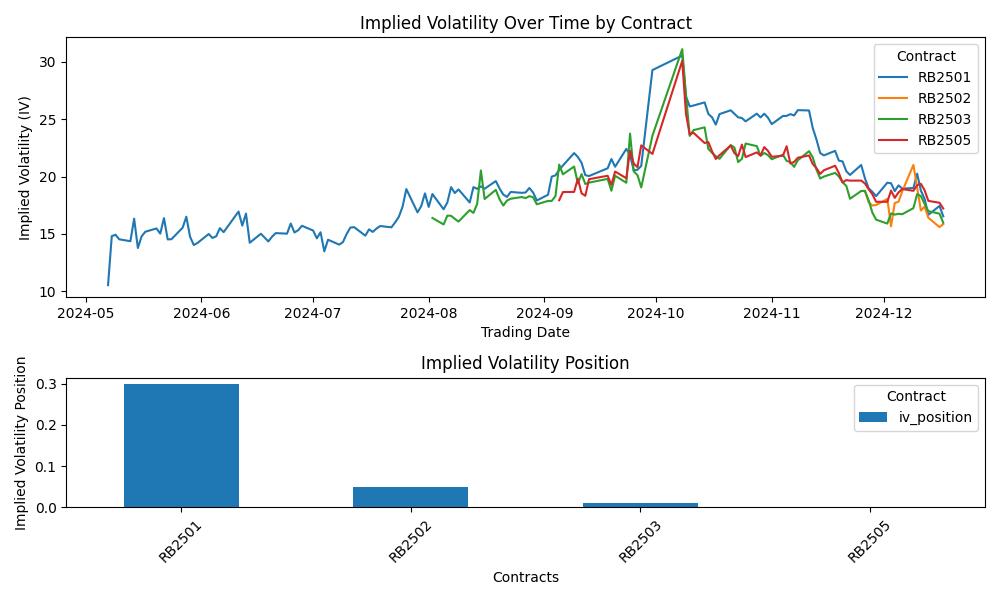 Implied Volatility Over Time by Contract
Implied Volatility (IV)
30
25
20
15
10
Contract
RB2501
RB2502
RB2503
RB2505
2024-05 2024-06 2024-07 2024-08 2024-09 2024-10 2024-11 2024-12
Trading Date
Implied Volatility Position
Implied Volatility Position
0.3
0.2
0.1
0.0
Contract
iv_position
RB2501 RB2502 RB2503 RB2505
Contracts